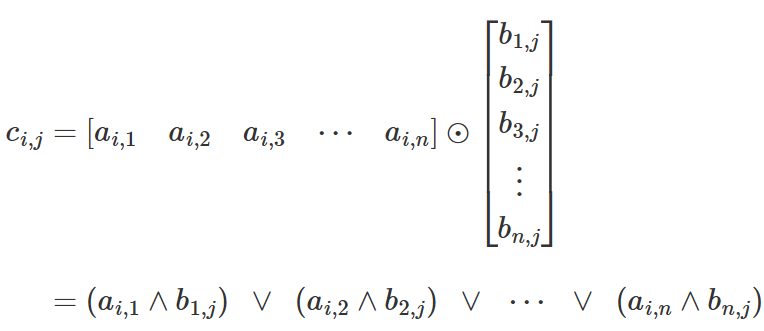 c_{i,j} = [a_{i,1} a_{i,2} a_{i,3} ⋯ a_{i,n}] ⊙ [b_{1,j} b_{2,j} b_{3,j} ⋮ b_{n,j}]
= (a_{i,1} ∧ b_{1,j}) ∨ (a_{i,2} ∧ b_{2,j}) ∨ ⋯ ∨ (a_{i,n} ∧ b_{n,j})